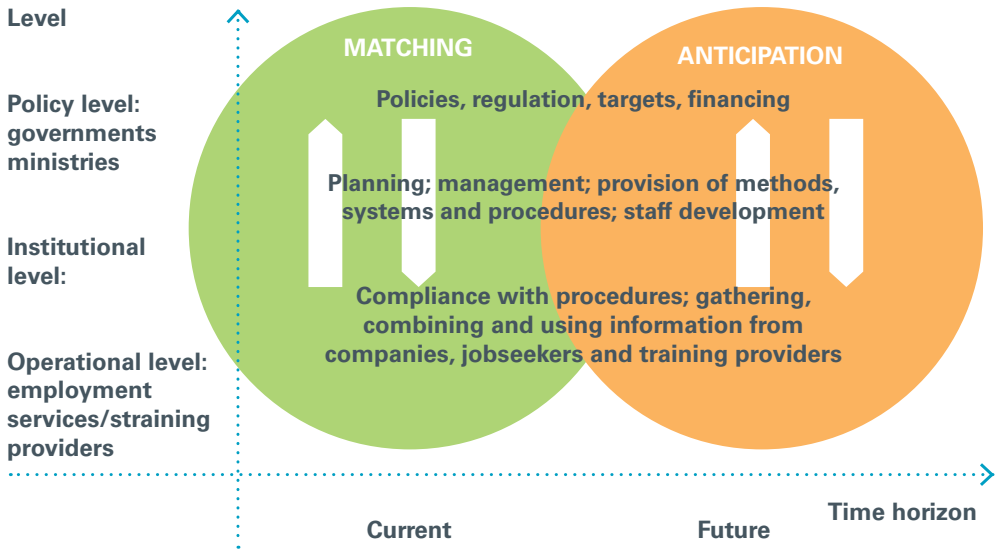 Level
MATCHING
ANTICIPATION
Policy level:
governments
ministries
Policies, regulation, targets, financing
Planning; management; provision of methods,
systems and procedures; staff development
Institutional
level:
Compliance with procedures; gathering,
combining and using information from
companies, jobseekers and training providers
Operational level:
employment
services/straining
providers
Current
Future
Time horizon